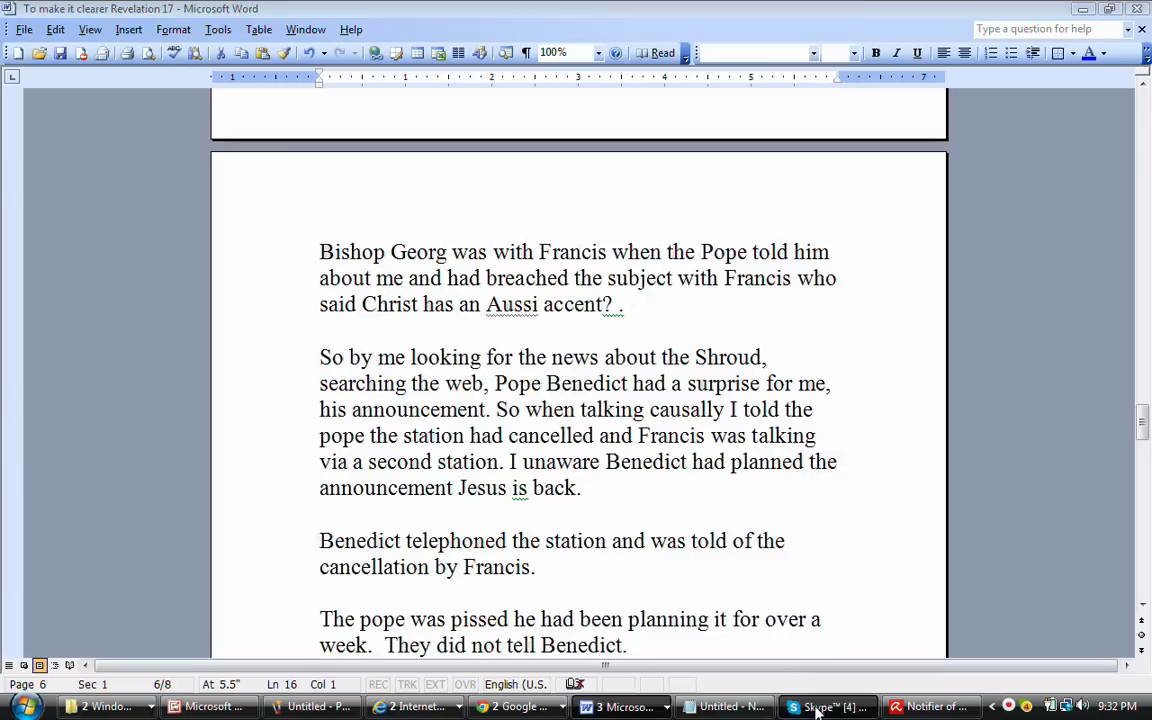 To make it clearer Revelation 17 - Microsoft Word
File Edit View Insert Format Tools Table Window Help Type a question for help
100% Read
1 1 2 3 4 5 7
Bishop Georg was with Francis when the Pope told him
about me and had breached the subject with Francis who
said Christ has an Aussi accent? .
So by me looking for the news about the Shroud,
searching the web, Pope Benedict had a surprise for me,
his announcement. So when talking causally I told the
pope the station had cancelled and Francis was talking
via a second station. I unaware Benedict had planned the
announcement Jesus is back.
Benedict telephoned the station and was told of the
cancellation by Francis.
The pope was pissed he had been planning it for over a
week. They did not tell Benedict.
Page 6 Sec 1 6/8 At 5.5" Ln 16 Col 1 REC TRK EXT OVR English (U.S.
2 Windo... Microsoft ... Untitled - P... 2 Internet... 2 Google ... 3 Microso... Untitled - N... Skype™ [4] ... Notifier of ... 9:32 PM